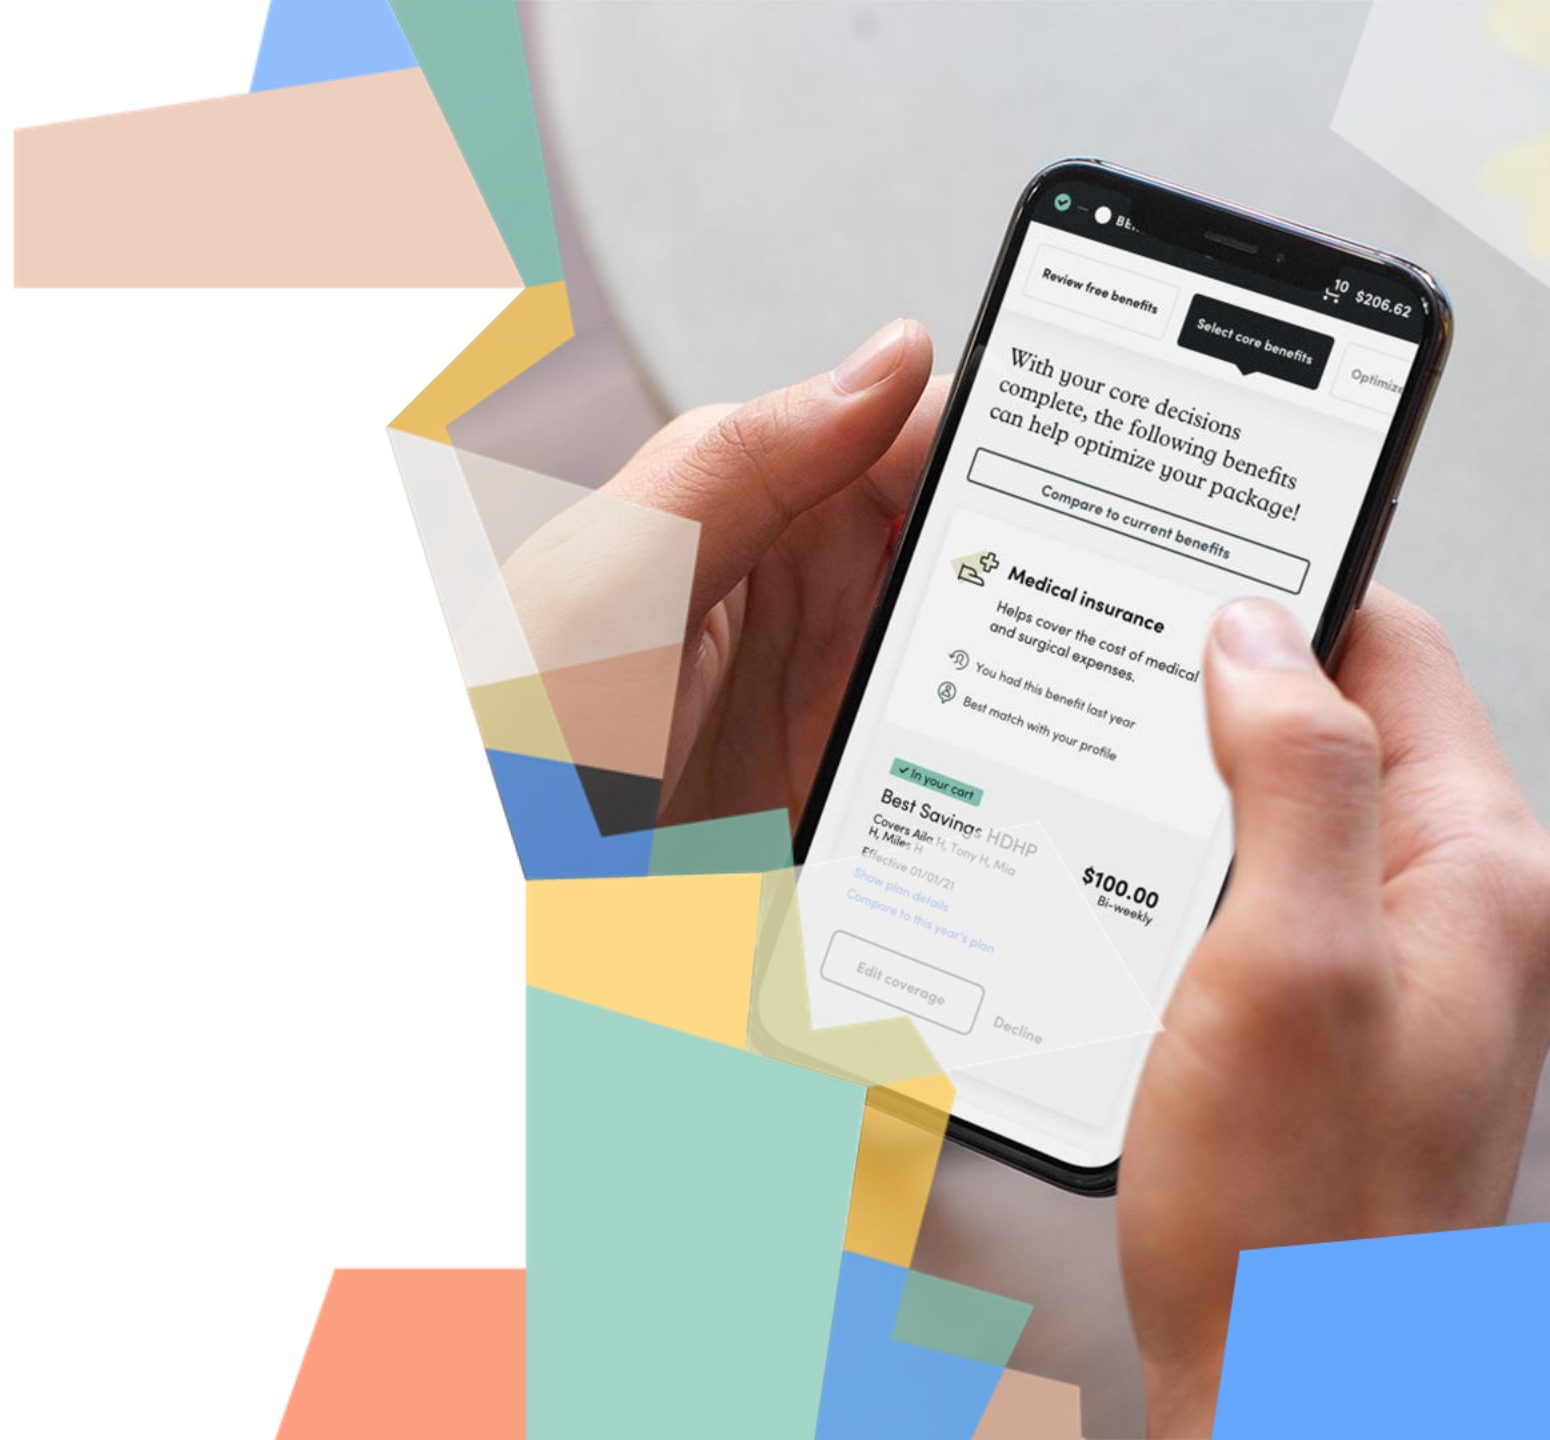 10 $206.62
Review free benefits
Select core benefits
With your core decisions
complete, the following benefits
can help optimize your package!
Compare to current benefits
Medical insurance
Helps cover the cost of medical
and surgical expenses.
You had this benefit last year
Best match with your profile
In your cart
Best Savings HDHP
Covers Aila H, Tony H, Mia
H, Miles H
Effective 01/01/21
Show plan details
Compare to this year's plan
$100.00
Bi-weekly
Edit coverage
Decline